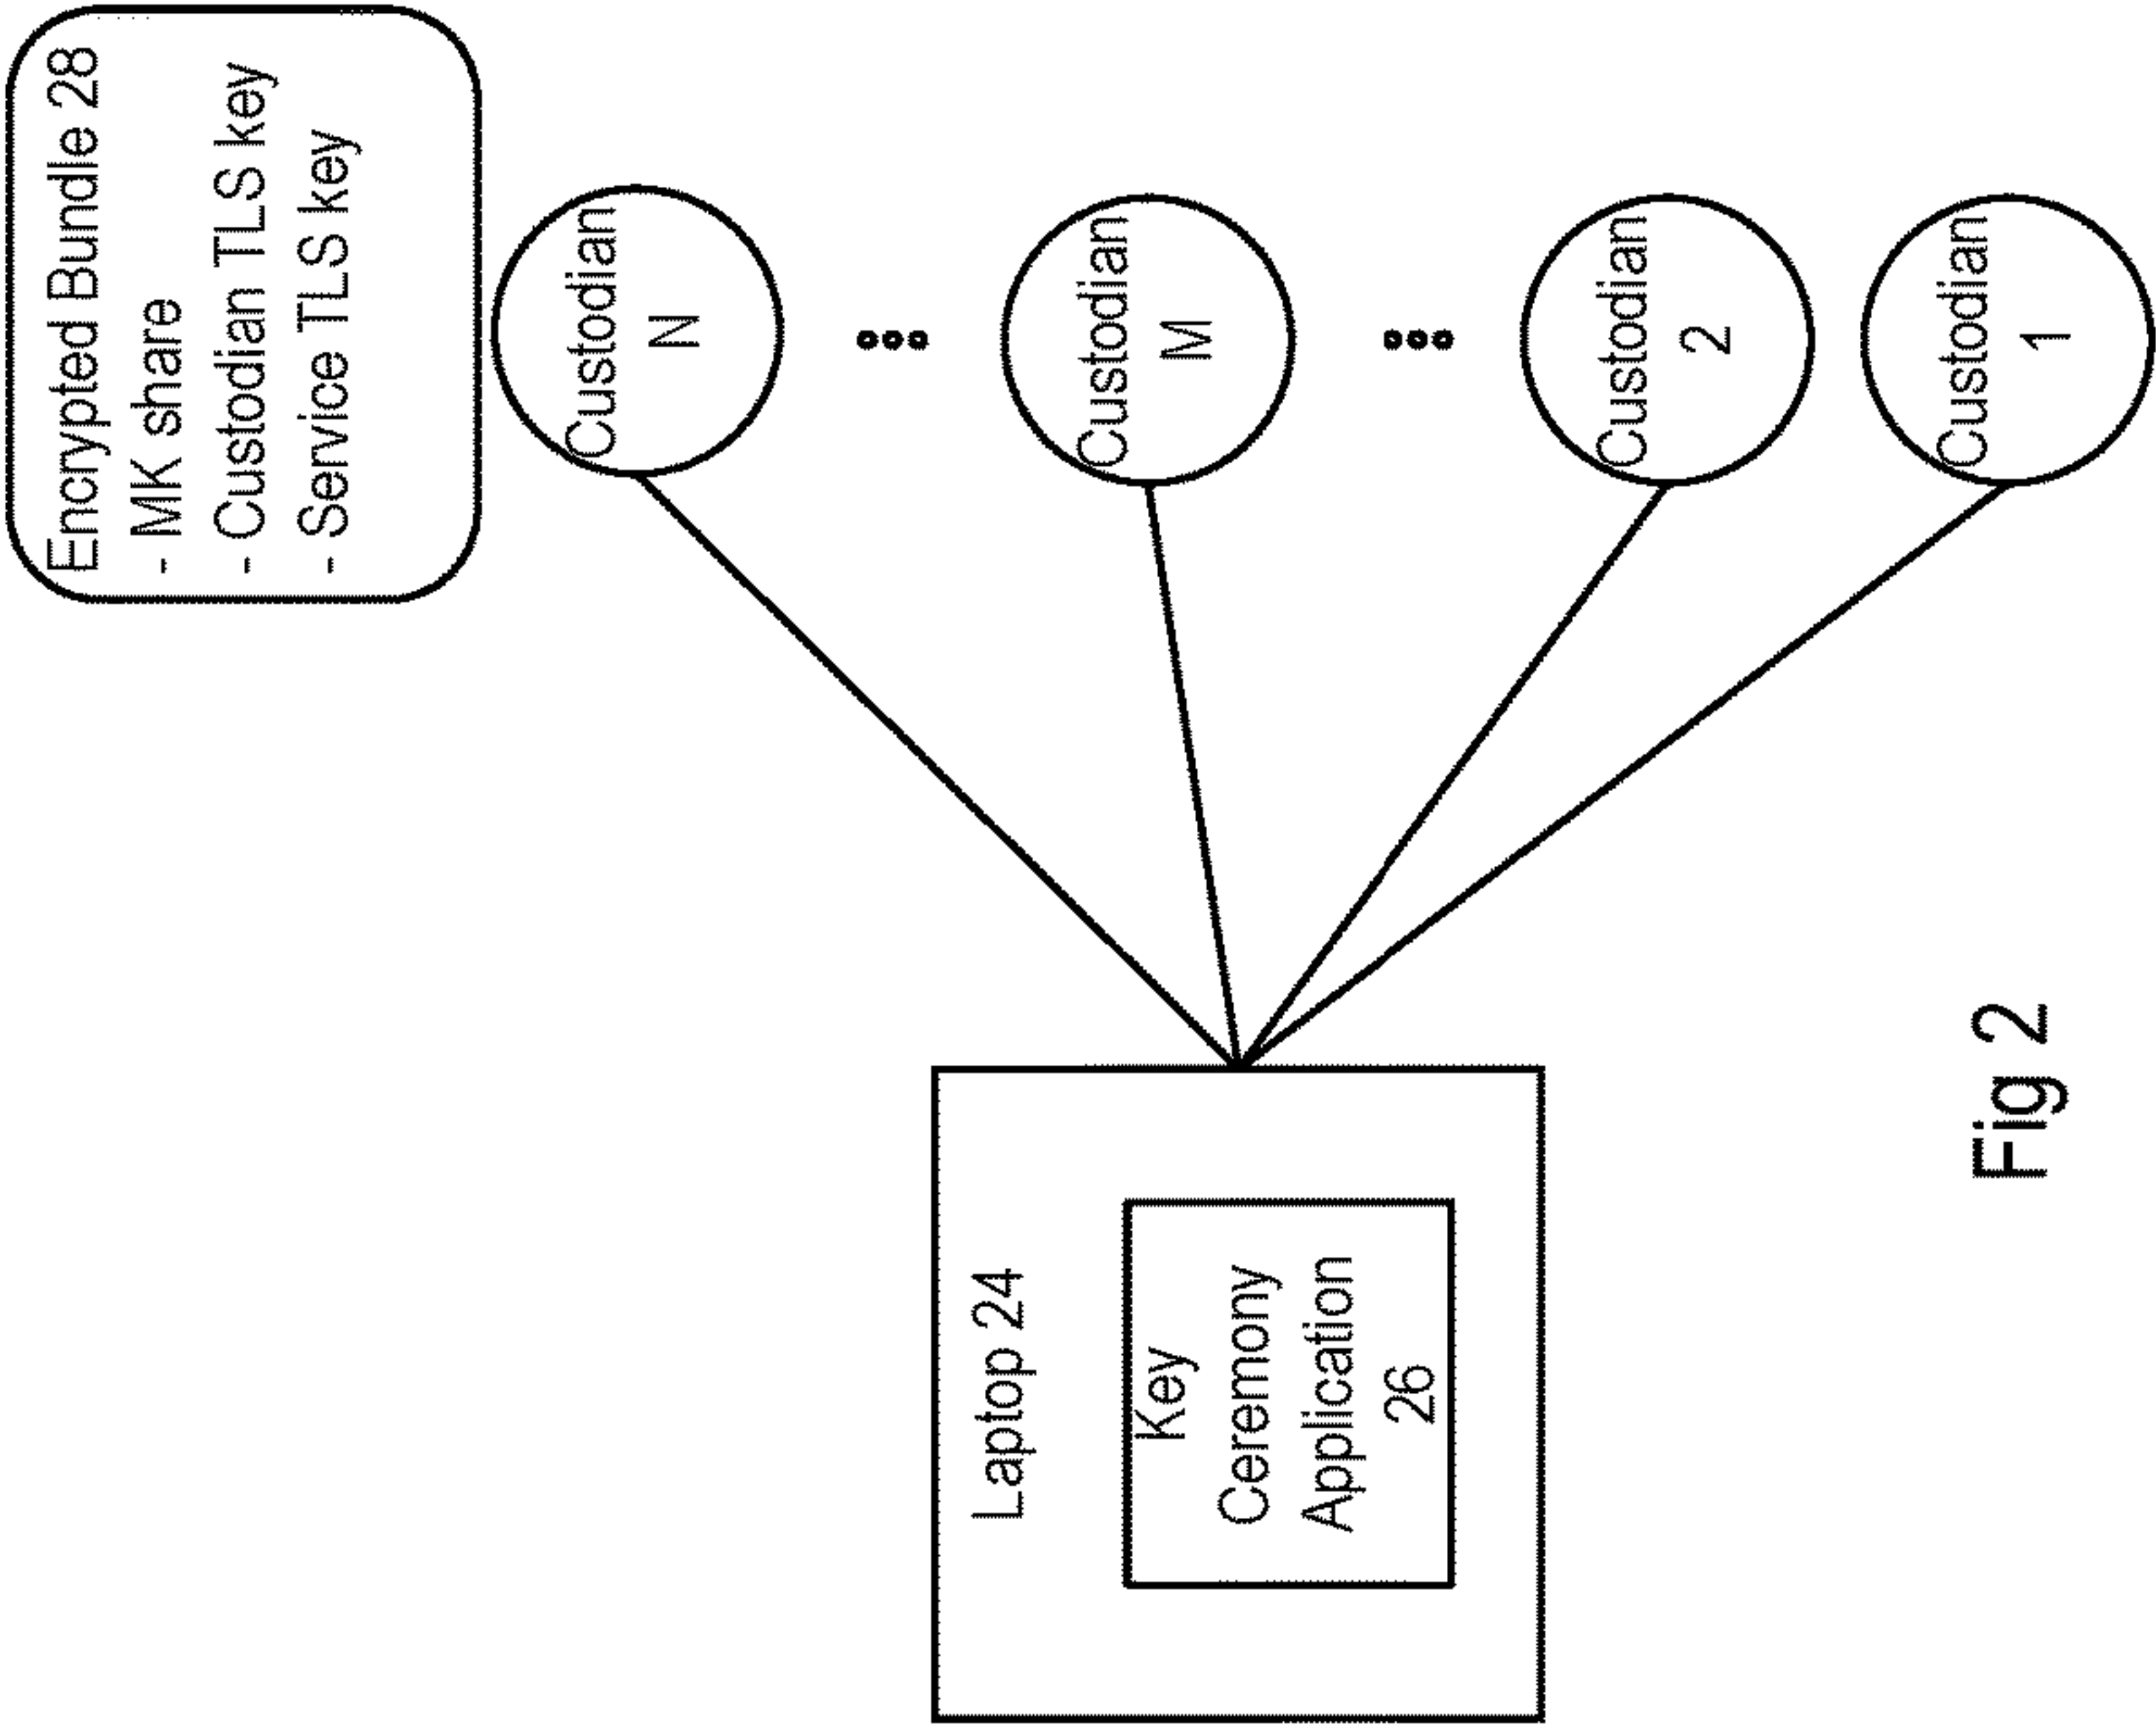 Encrypted Bundle 28
- MK share
- Custodian TLS key
- Service TLS key
Custodian
N
Custodian
M
Custodian
2
Custodian
1
Laptop 24
Key
Ceremony
Application
26
Fig 2